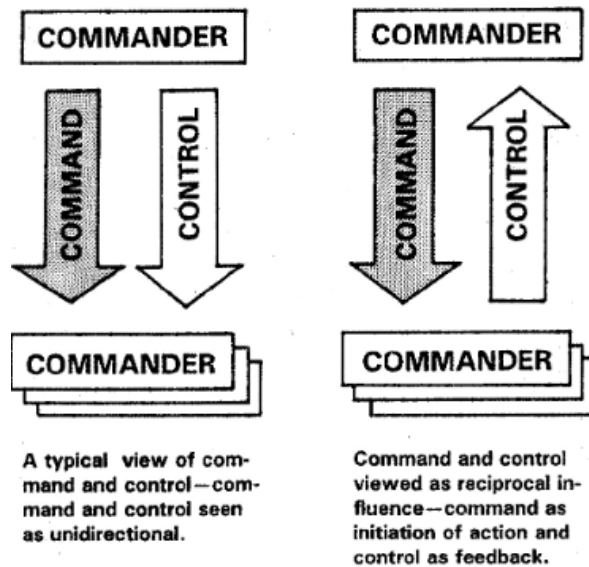 COMMANDER
COMMAND
CONTROL
COMMANDER
A typical view of com-
mand and control—com-
mand and control seen
as unidirectional.
COMMANDER
COMMAND
CONTROL
COMMANDER
Command and control
viewed as reciprocal in-
fluence—command as
initiation of action and
control as feedback.